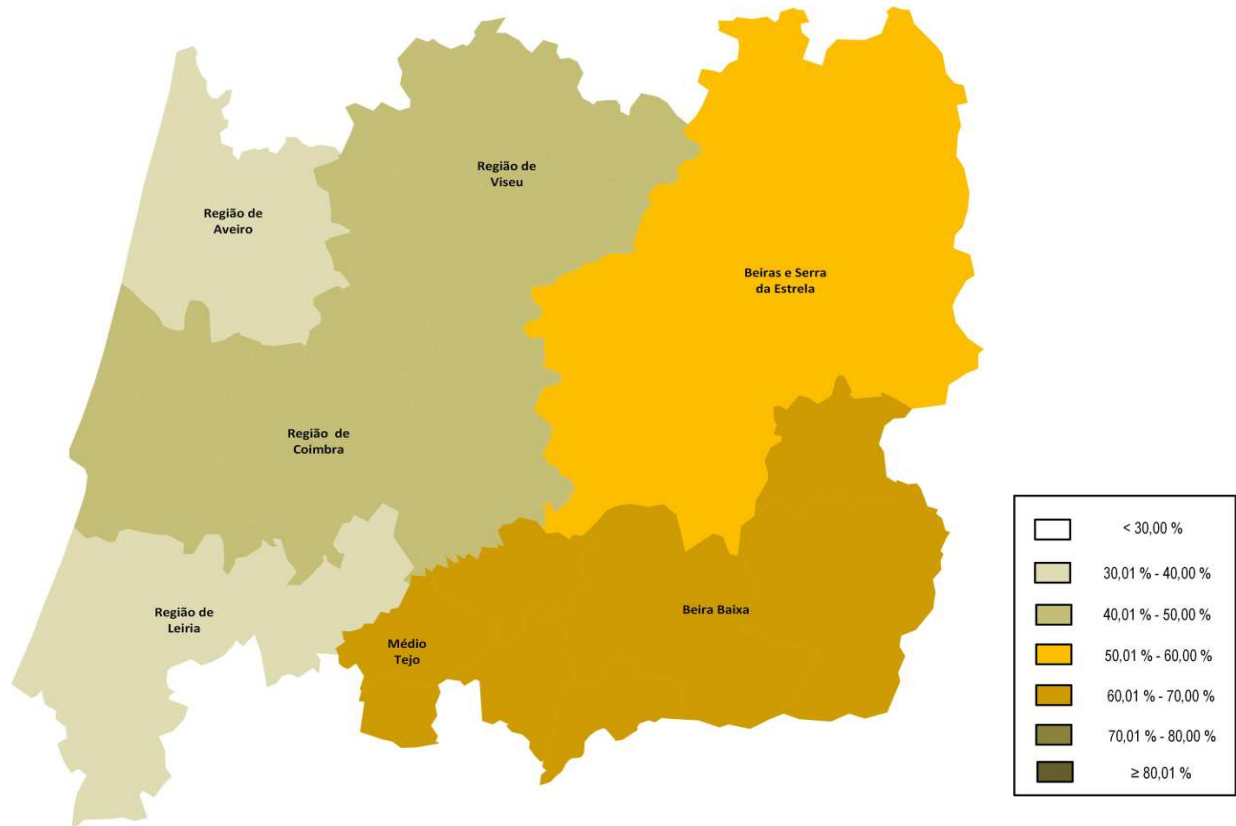 Região de
Viseu
Região de
Aveiro
Beiras e Serra
da Estrela
Região de
Coimbra
Região de
Leiria
Médio
Tejo
Beira Baixa
< 30,00 %
30,01 % - 40,00 %
40,01 % - 50,00 %
50,01 % - 60,00 %
60,01 % - 70,00 %
70,01 % - 80,00 %
≥ 80,01 %